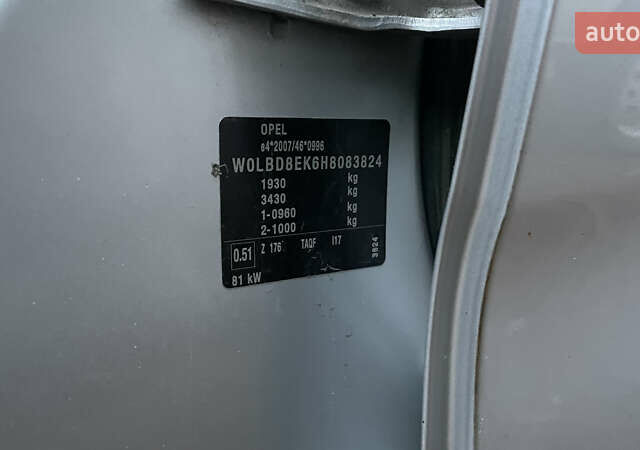 auto
OPEL
e4*2007/46*0996
W0LBD8EK6H8083824
1930 kg
3430 kg
1-0960 kg
2-1000 kg
0.51 Z 176 TAQF I17 3824
81 kW